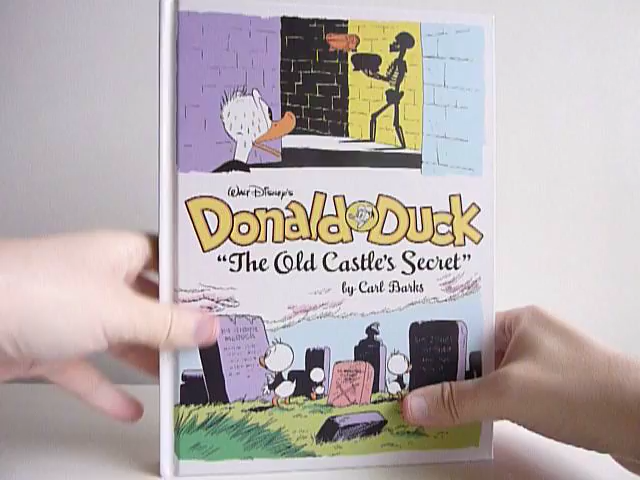 Walt Disney's
Donald Duck
"The Old Castle's Secret"
by Carl Barks